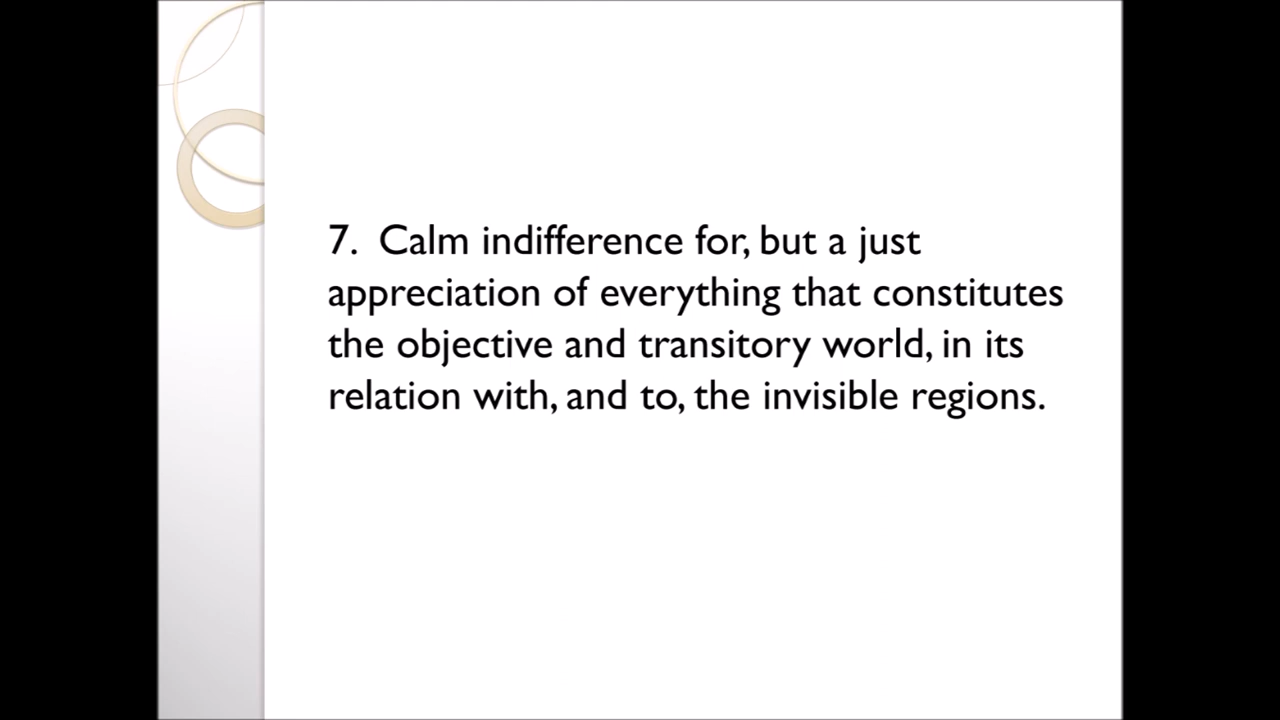 7.  Calm indifference for, but a just
appreciation of everything that constitutes
the objective and transitory world, in its
relation with, and to, the invisible regions.